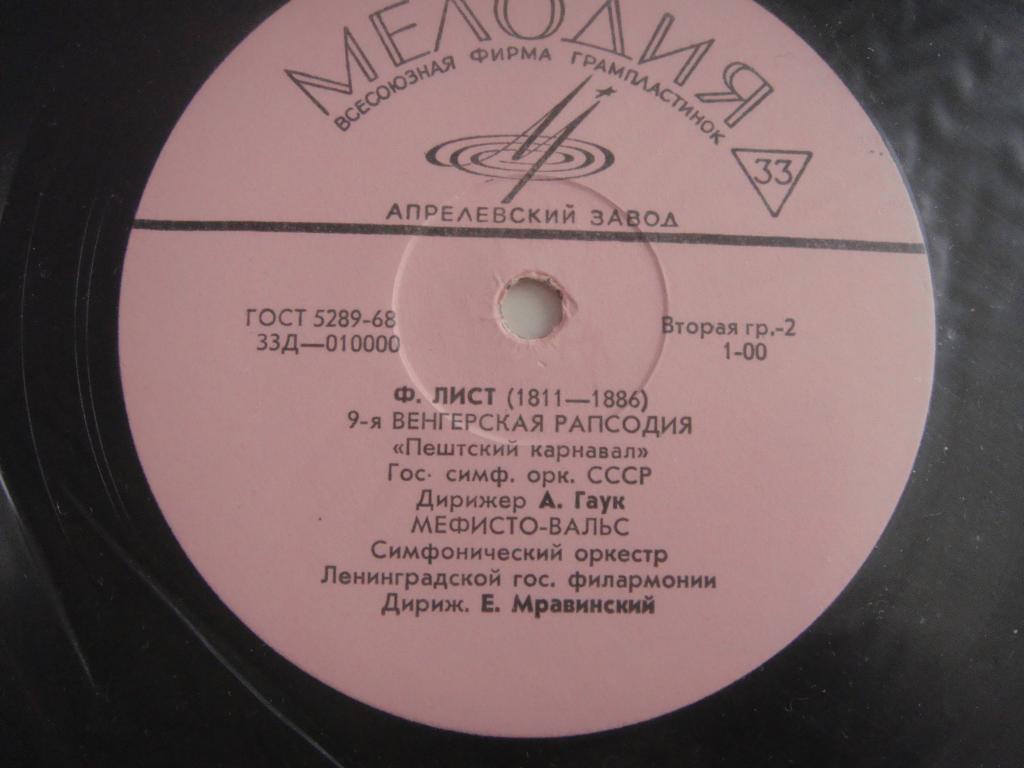 МЕЛОДИЯ
ВСЕСОЮЗНАЯ ФИРМА ГРАМПЛАСТИНОК
33
АПРЕЛЕВСКИЙ ЗАВОД
ГОСТ 5289-68
33Д—010000
Вторая гр.-2
1-00
Ф. ЛИСТ (1811—1886)
9-я ВЕНГЕРСКАЯ РАПСОДИЯ
«Пештский карнавал»
Гос. симф. орк. СССР
Дирижер А. Гаук
МЕФИСТО-ВАЛЬС
Симфонический оркестр
Ленинградской гос. филармонии
Дириж. Е. Мравинский